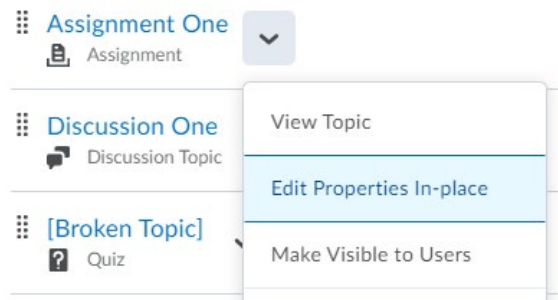 Assignment One
Assignment
View Topic
Discussion One
Discussion Topic
Edit Properties In-place
[Broken Topic]
Quiz
Make Visible to Users